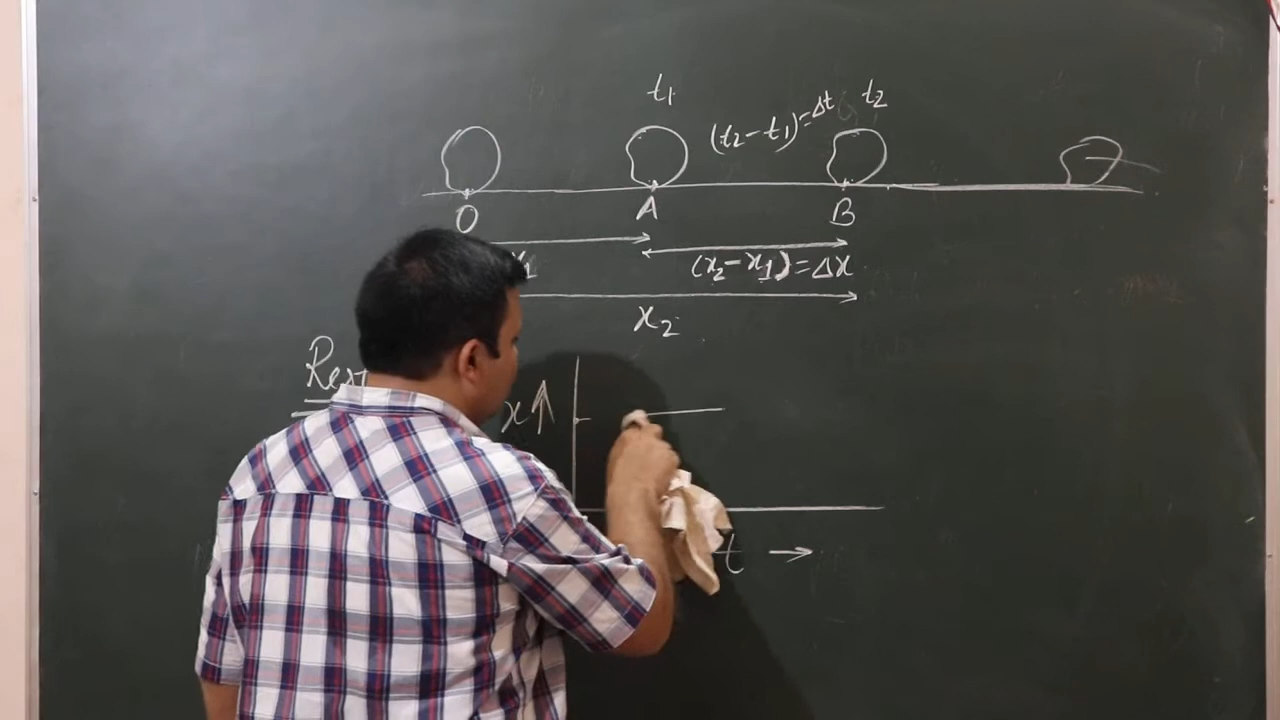 t₁ t₂
(t₂-t₁)=Δt
O A B
(x₂-x₁)=Δx
x₂
x
t